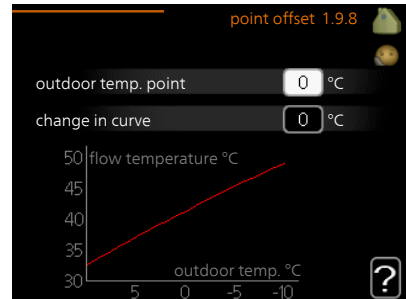 point offset 1.9.8
outdoor temp. point 0 °C
change in curve 0 °C
50 flow temperature °C
45
40
35
outdoor temp. °C
30
5 0 -5 -10
?